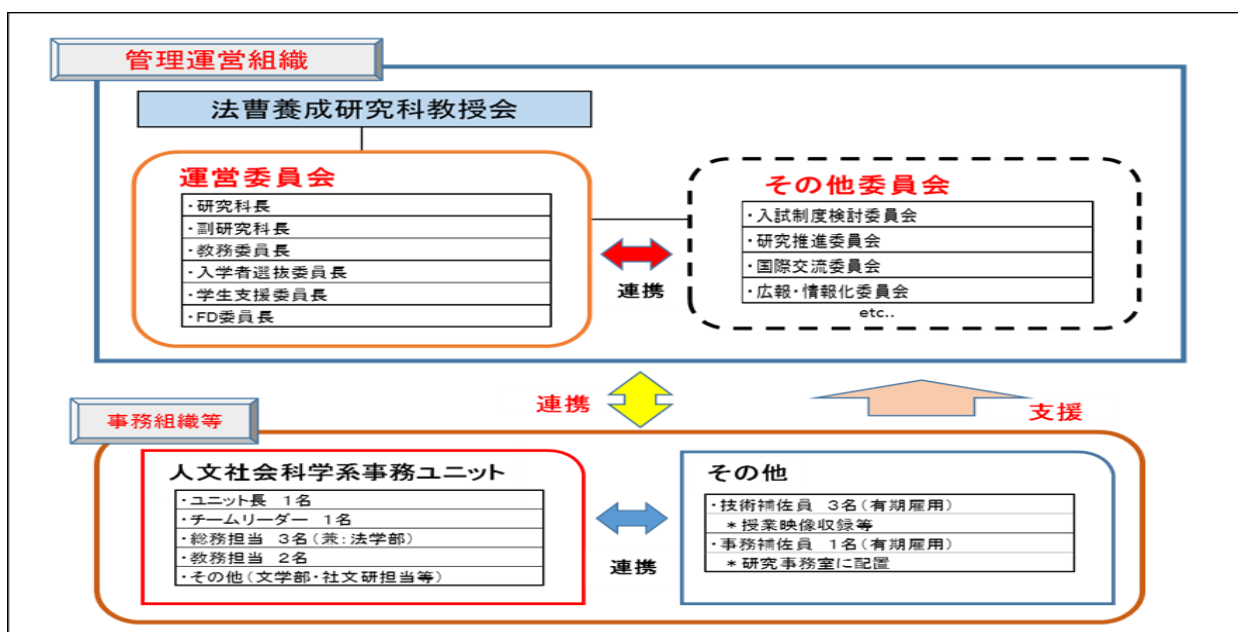 管理運営組織
法曹養成研究科教授会
運営委員会
・研究科長
・副研究科長
・教務委員長
・入学者選抜委員長
・学生支援委員長
・FD委員長
連携
その他委員会
・入試制度検討委員会
・研究推進委員会
・国際交流委員会
・広報・情報化委員会
etc..
連携
支援
事務組織等
人文社会科学系事務ユニット
・ユニット長 1名
・チームリーダー 1名
・総務担当 3名(兼:法学部)
・教務担当 2名
・その他(文学部・社文研担当等)
連携
その他
・技術補佐員 3名(有期雇用)
*授業映像収録等
・事務補佐員 1名(有期雇用)
*研究事務室に配置